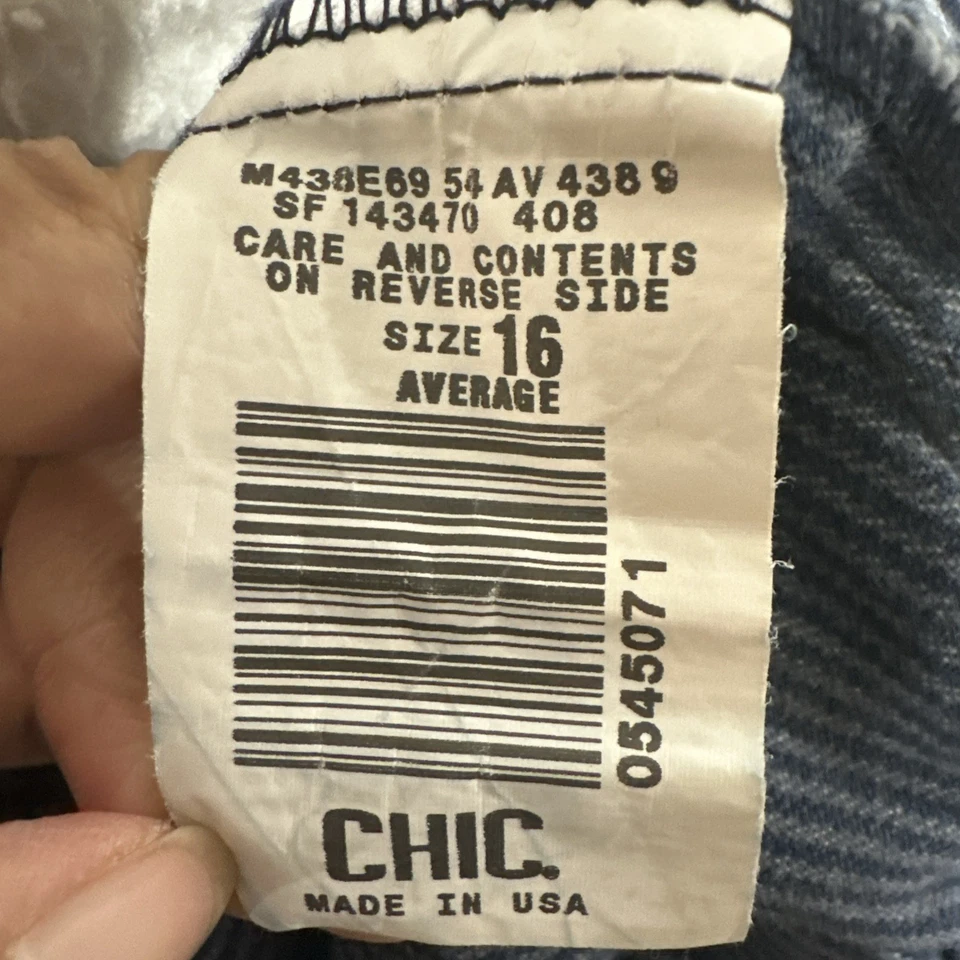 M438E69 54 AV 438 9
SF 143470 408
CARE AND CONTENTS
ON REVERSE SIDE
SIZE 16
AVERAGE
0545071
CHIC.
MADE IN USA